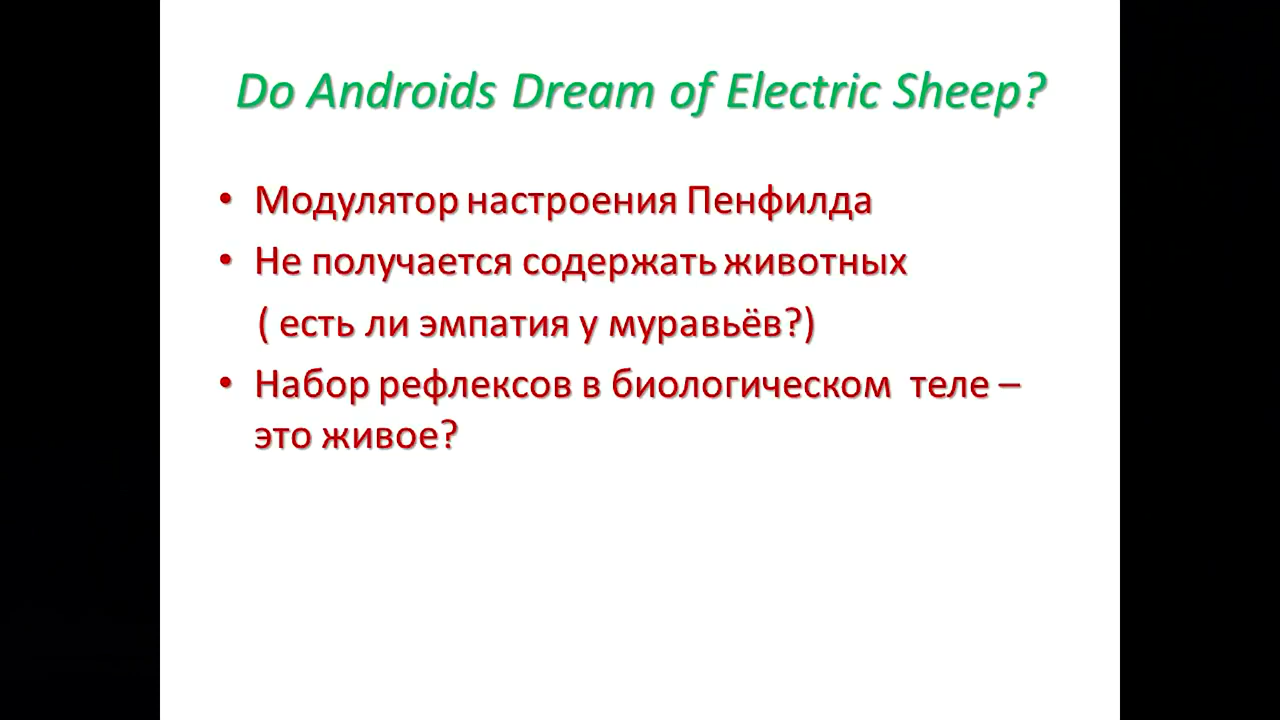 Do Androids Dream of Electric Sheep?
• Модулятор настроения Пенфилда
• Не получается содержать животных
( есть ли эмпатия у муравьёв?)
• Набор рефлексов в биологическом теле –
это живое?